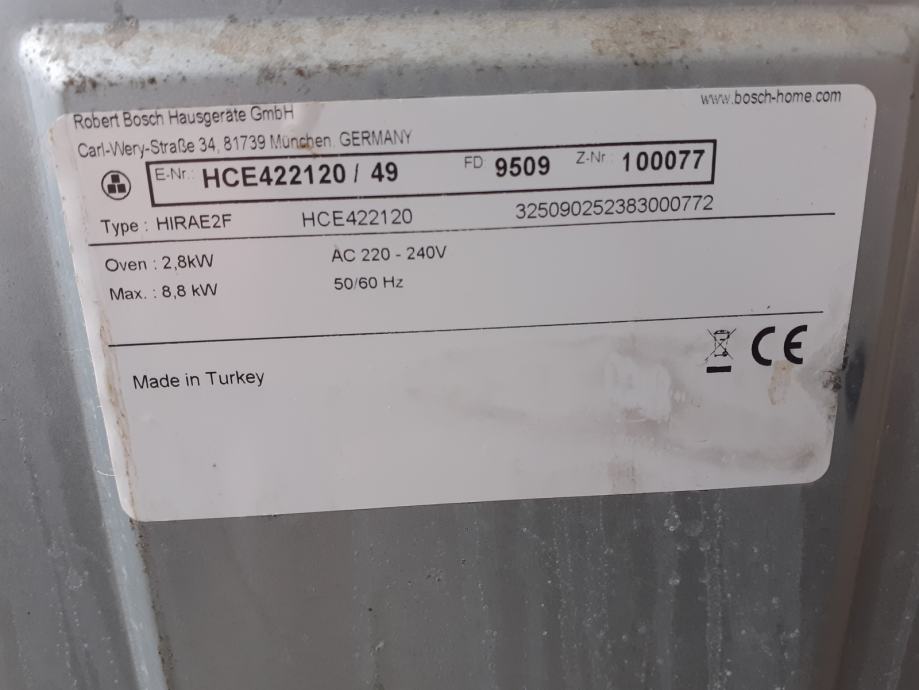 Robert Bosch Hausgeräte GmbH
www.bosch-home.com
Carl-Wery-Straße 34, 81739 München. GERMANY
E-Nr.: HCE422120 / 49 FD 9509 Z-Nr : 100077
Type : HIRAE2F HCE422120 325090252383000772
Oven : 2,8kW AC 220 - 240V
Max. : 8,8 kW 50/60 Hz
CE
Made in Turkey